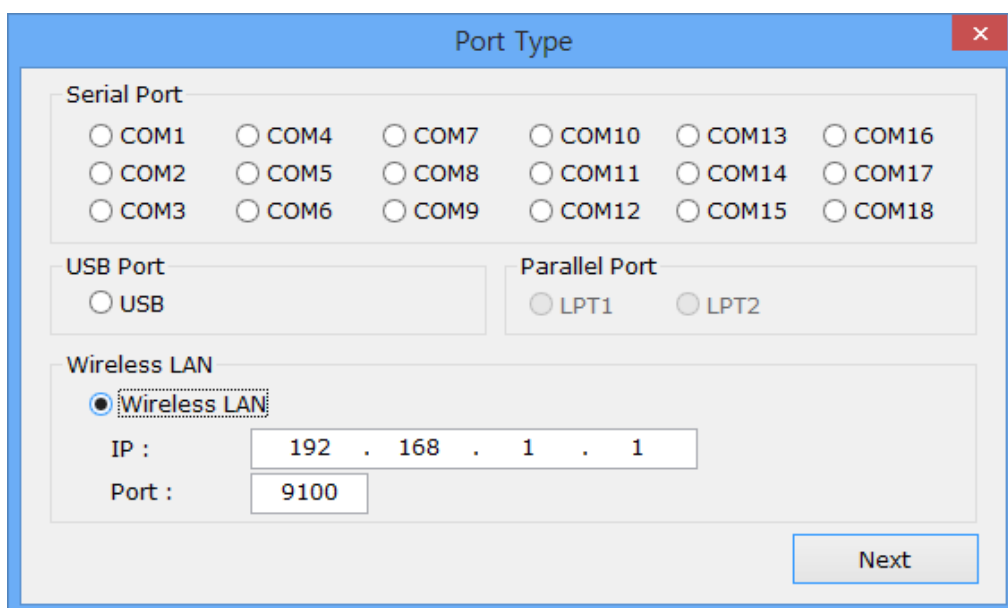 Port Type
Serial Port
COM1 COM4 COM7 COM10 COM13 COM16
COM2 COM5 COM8 COM11 COM14 COM17
COM3 COM6 COM9 COM12 COM15 COM18
USB Port
USB
Parallel Port
LPT1 LPT2
Wireless LAN
Wireless LAN
IP : 192 . 168 . 1 . 1
Port : 9100
Next